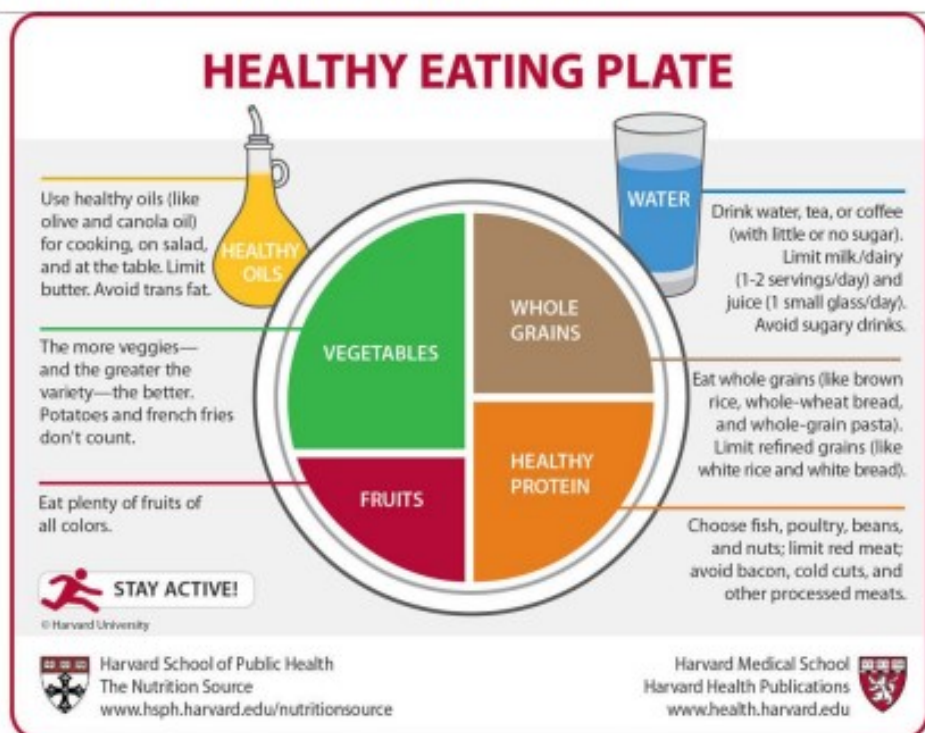 HEALTHY EATING PLATE
Use healthy oils (like
olive and canola oil)
for cooking, on salad,
and at the table. Limit
butter. Avoid trans fat.
HEALTHY
OILS
The more veggies—
and the greater the
variety—the better.
Potatoes and french fries
don't count.
Eat plenty of fruits of
all colors.
VEGETABLES
FRUITS
WHOLE
GRAINS
HEALTHY
PROTEIN
WATER
Drink water, tea, or coffee
(with little or no sugar).
Limit milk/dairy
(1-2 servings/day) and
juice (1 small glass/day).
Avoid sugary drinks.
Eat whole grains (like brown
rice, whole-wheat bread,
and whole-grain pasta).
Limit refined grains (like
white rice and white bread).
Choose fish, poultry, beans,
and nuts; limit red meat;
avoid bacon, cold cuts, and
other processed meats.
STAY ACTIVE!
© Harvard University
Harvard School of Public Health
The Nutrition Source
www.hsph.harvard.edu/nutritionsource
Harvard Medical School
Harvard Health Publications
www.health.harvard.edu